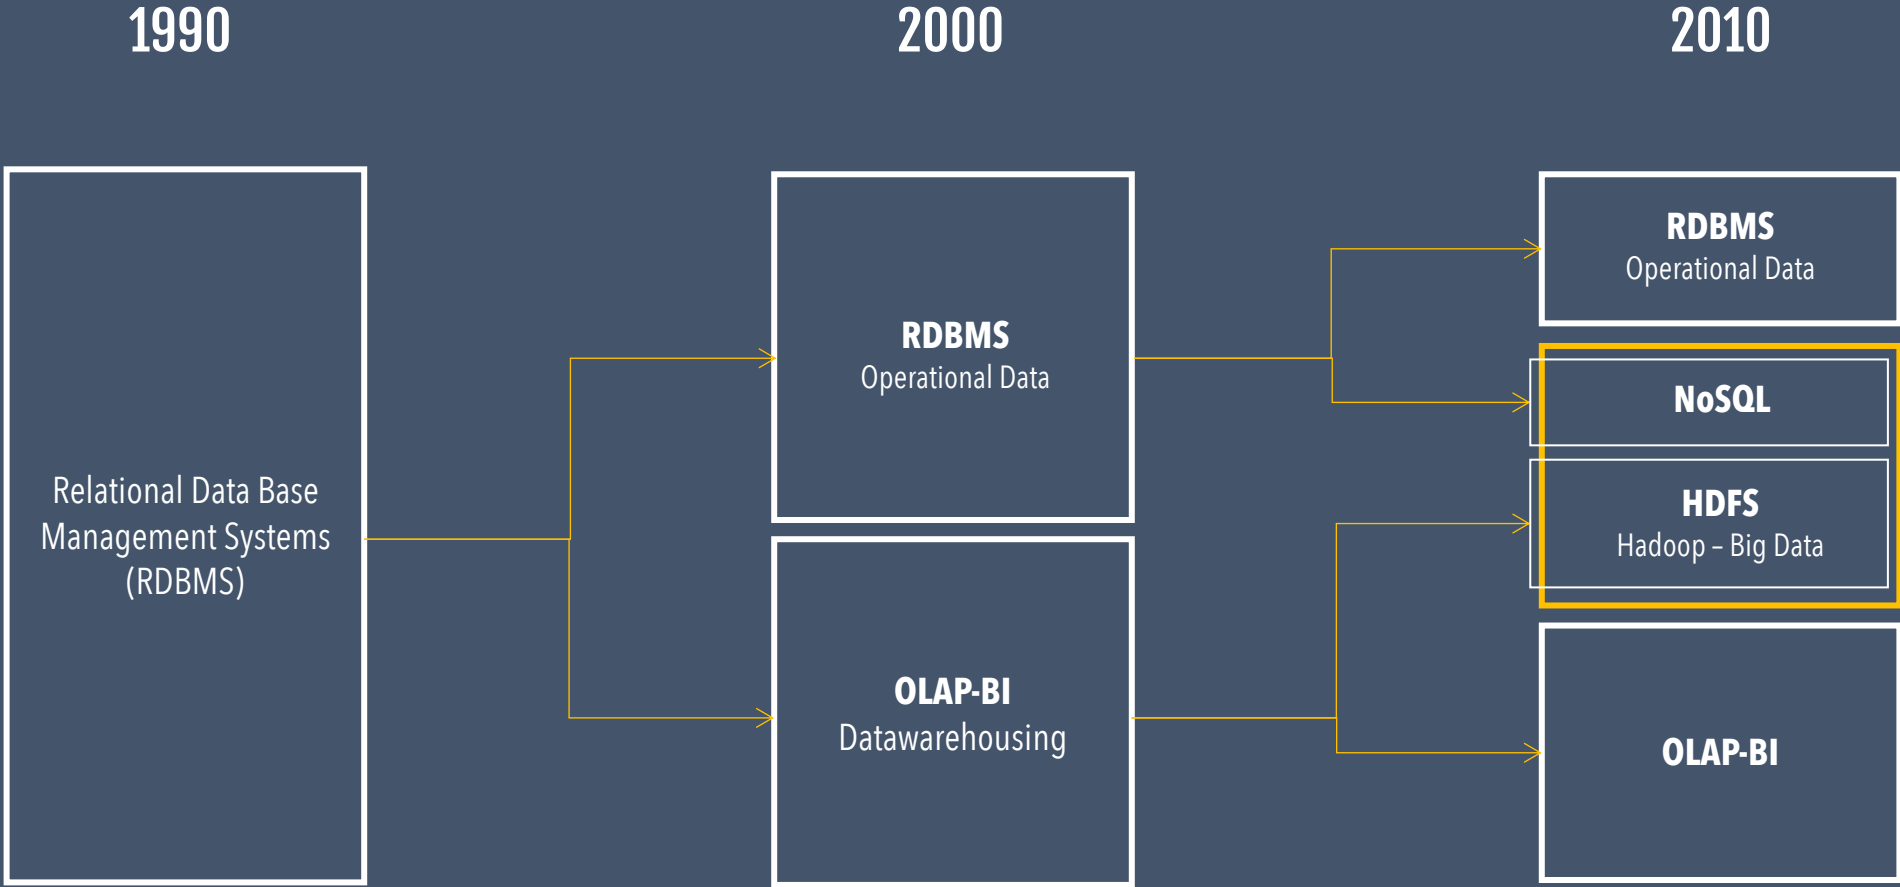 1990
2000
2010
Relational Data Base
Management Systems
(RDBMS)
RDBMS
Operational Data
OLAP-BI
Datawarehousing
RDBMS
Operational Data
NoSQL
HDFS
Hadoop – Big Data
OLAP-BI